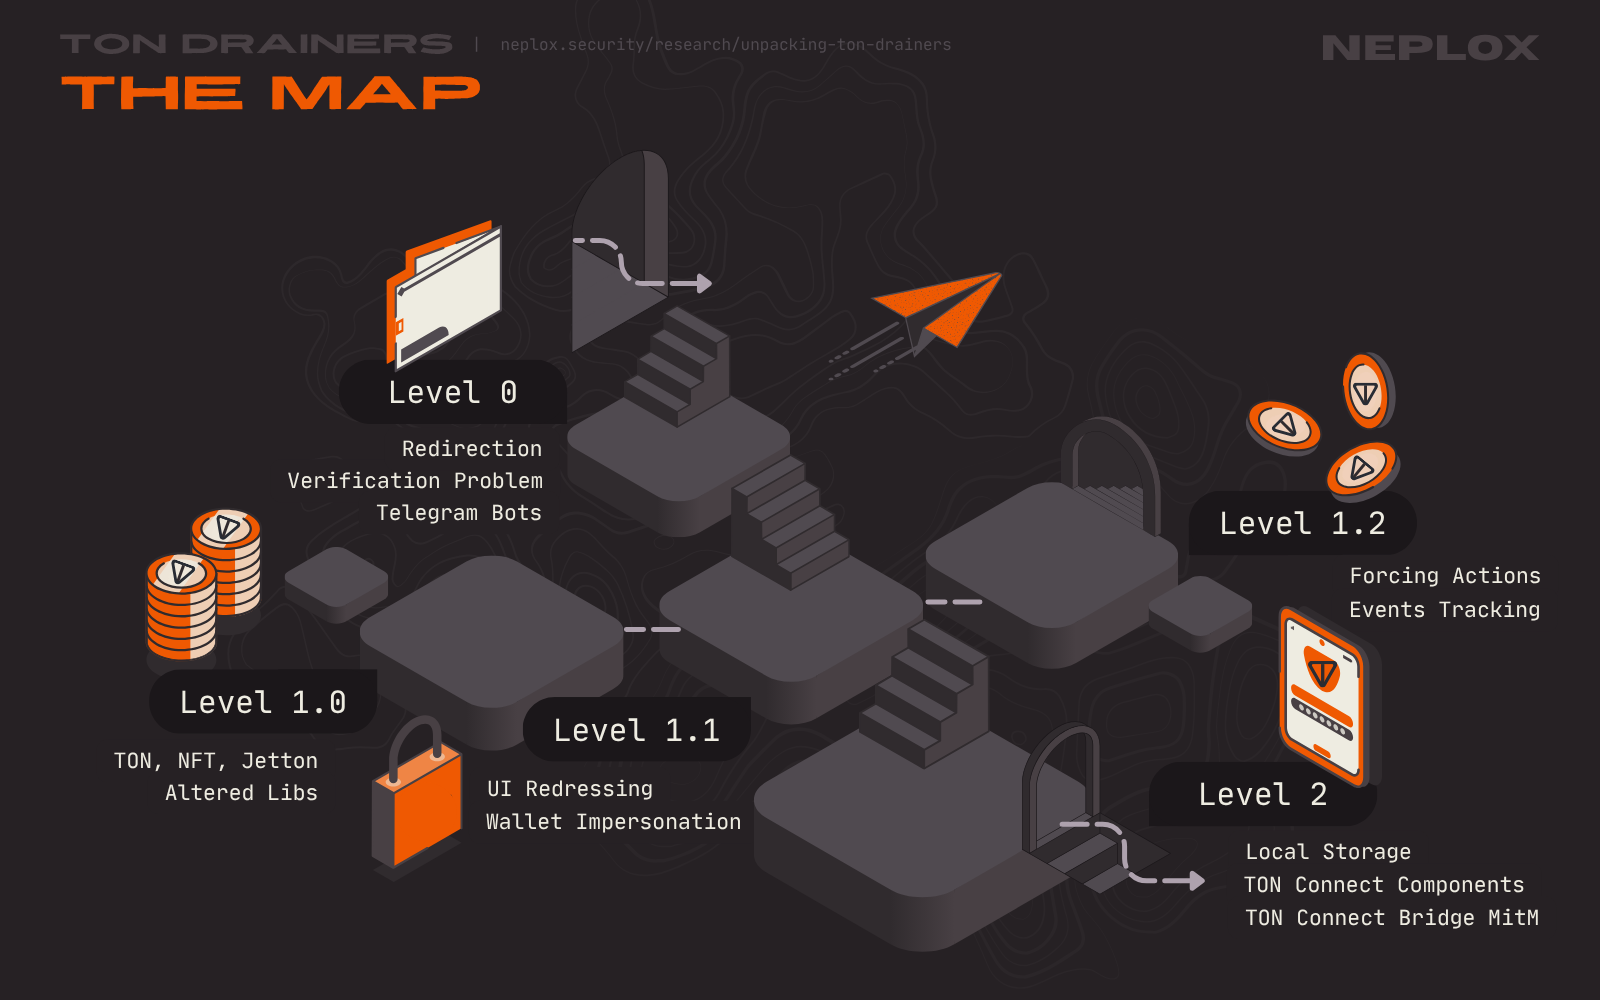 TON DRAINERS | neplox.security/research/unpacking-ton-drainers
NEPLOX
THE MAP
Level 0
Redirection
Verification Problem
Telegram Bots
Level 1.2
Forcing Actions
Events Tracking
Level 1.0
TON, NFT, Jetton
Altered Libs
Level 1.1
UI Redressing
Wallet Impersonation
Level 2
Local Storage
TON Connect Components
TON Connect Bridge MitM